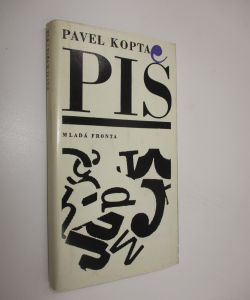 PAVEL KOPTA
PIŠ
MLADÁ FRONTA